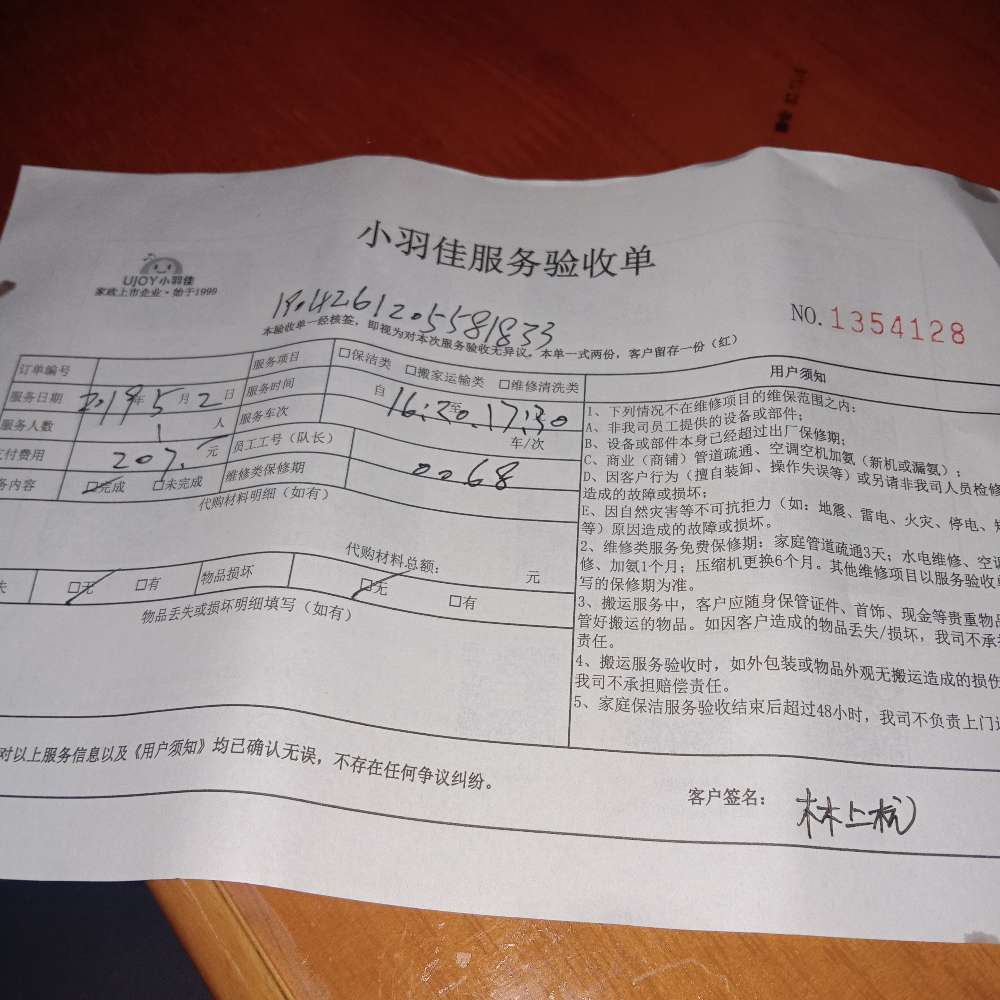 小羽佳服务验收单
UJOY小羽佳
家政上市企业·始于1999
NO.1354128
本验收单一经核签，即视为对本次服务验收无异议。本单一式两份，客户留存一份（红）
订单编号
服务项目 □保洁类 □搬家运输类 □维修清洗类
服务日期 2019年5月2日 服务时间 自16:30至17:30
服务人数 1人 服务车次 车/次
付费用 207.元 员工工号（队长） 0068
务内容 □完成 □未完成 维修类保修期
代购材料明细（如有）
代购材料总额： 元
失 □无 □有 物品损坏 □无 □有
物品丢失或损坏明细填写（如有）
用户须知
1、下列情况不在维修项目的维保范围之内：
A、非我司员工提供的设备或部件；
B、设备或部件本身已经超过出厂保修期；
C、商业（商铺）管道疏通、空调空机加氨（新机或漏氨）；
D、因客户行为（擅自装卸、操作失误等）或另请非我司人员检修
造成的故障或损坏；
E、因自然灾害等不可抗拒力（如：地震、雷电、火灾、停电、短
等）原因造成的故障或损坏。
2、维修类服务免费保修期：家庭管道疏通3天；水电维修、空调
修、加氨1个月；压缩机更换6个月。其他维修项目以服务验收单
写的保修期为准。
3、搬运服务中，客户应随身保管证件、首饰、现金等贵重物品
管好搬运的物品。如因客户造成的物品丢失/损坏，我司不承
责任。
4、搬运服务验收时，如外包装或物品外观无搬运造成的损伤
我司不承担赔偿责任。
5、家庭保洁服务验收结束后超过48小时，我司不负责上门
对以上服务信息以及《用户须知》均已确认无误，不存在任何争议纠纷。
客户签名： 林上杭